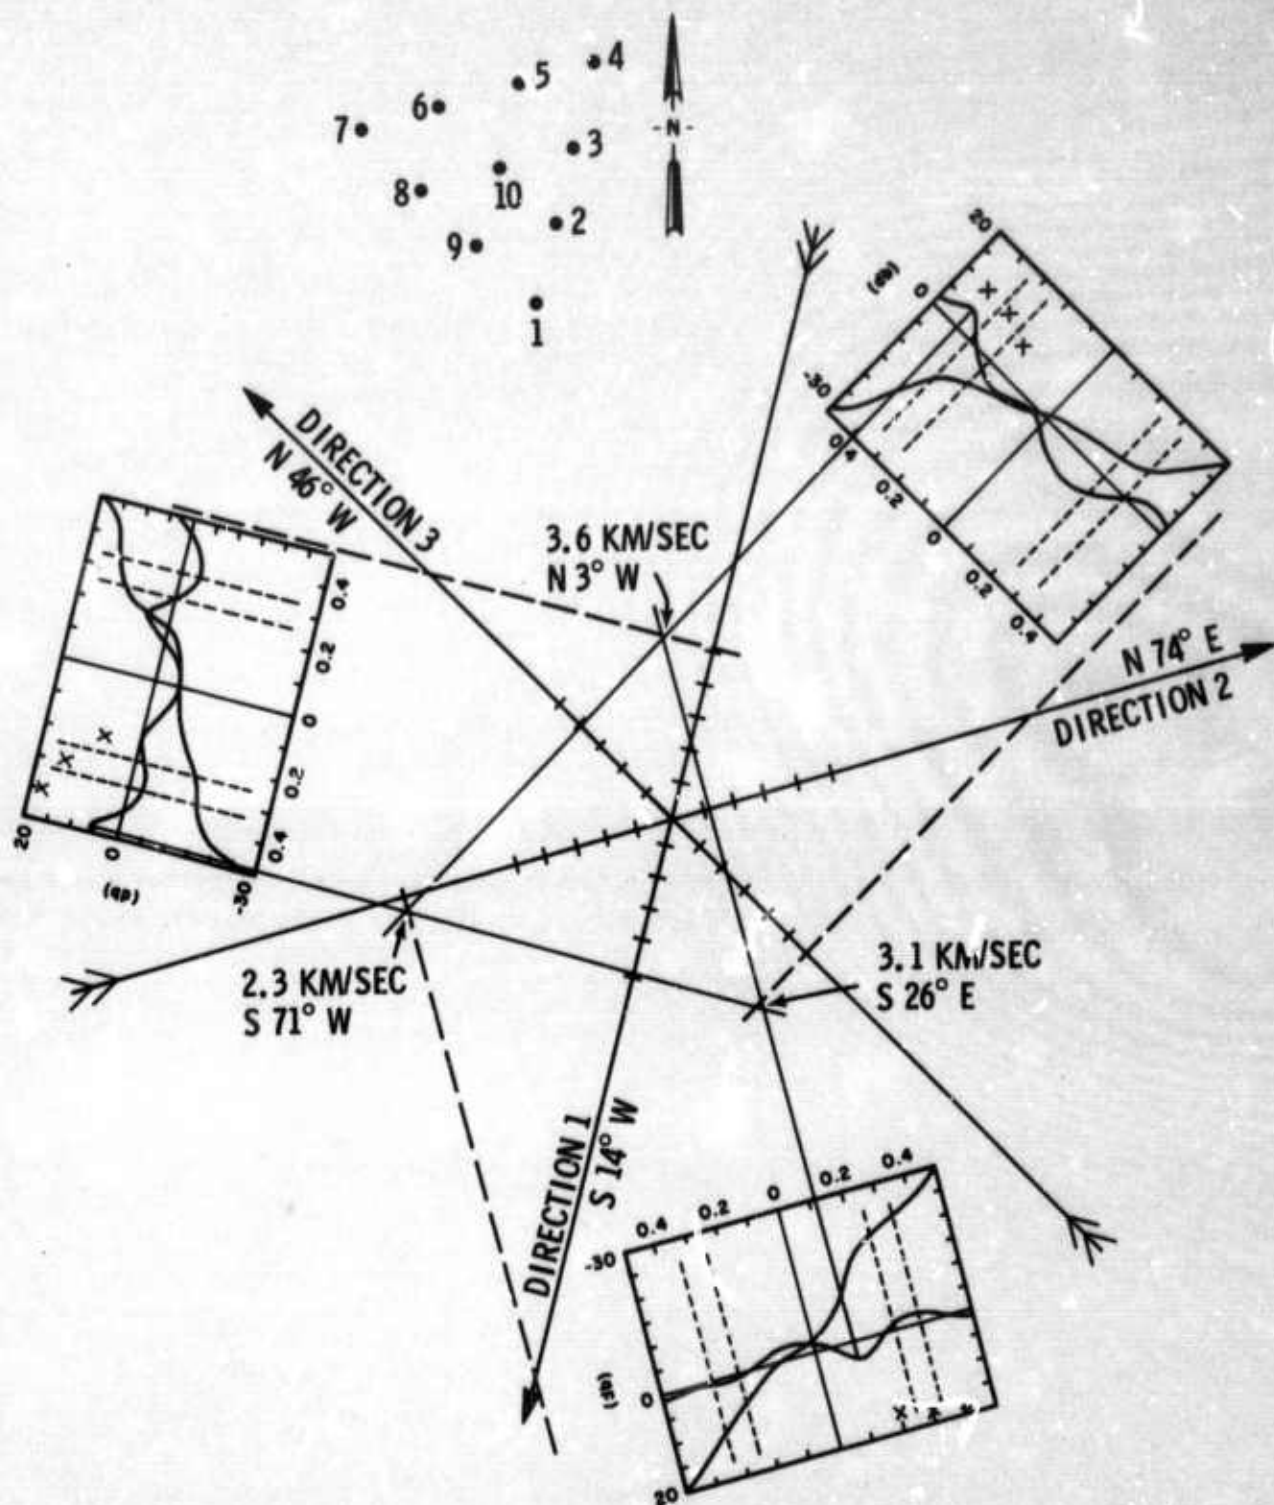 4
5
6
7
- N -
3
8
10
2
9
1
20
(db)
0
-30
0.4
0.2
0
0.2
0.4
DIRECTION 3
N 46° W
3.6 KM/SEC
N 3° W
N 74° E
DIRECTION 2
0.4
0.2
0
0.2
0.4
20
0
-30
(db)
2.3 KM/SEC
S 71° W
3.1 KM/SEC
S 26° E
DIRECTION 1
S 14° W
0.4
0.2
0
0.2
0.4
-30
(db)
0
20